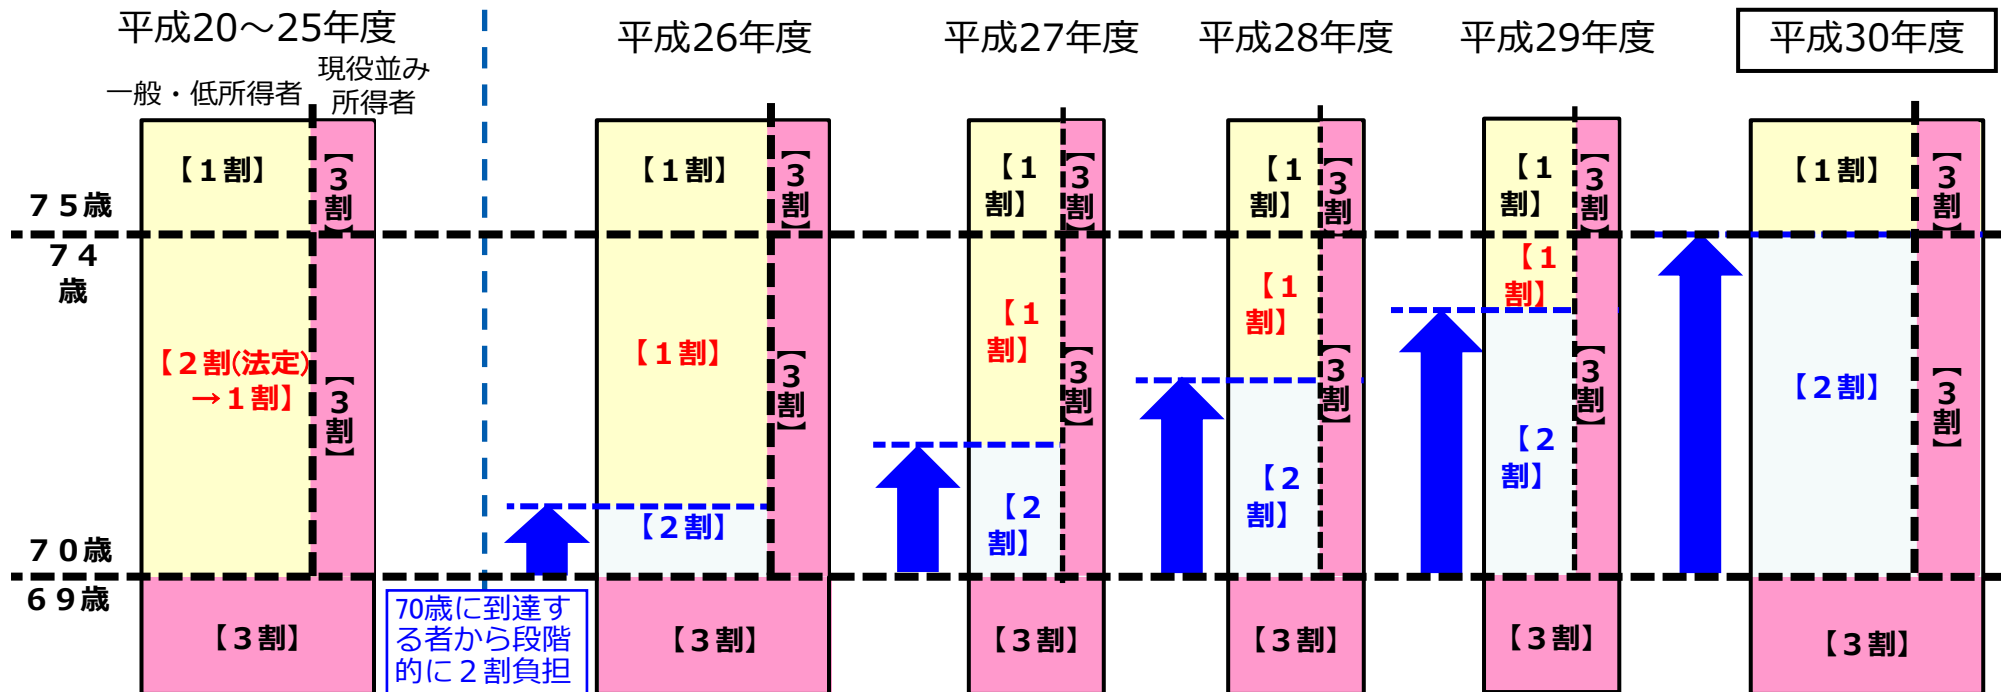 平成20～25年度
平成26年度
平成27年度
平成28年度
平成29年度
平成30年度
一般・低所得者
現役並み
所得者
７５歳
７４
歳
７０歳
６９歳
【１割】
【３割】
【２割(法定)
→１割】
【３割】
【３割】
70歳に到達す
る者から段階
的に２割負担
【１割】
【３割】
【１割】
【３割】
【２割】
【３割】
【１
割】
【３割】
【１
割】
【３割】
【２
割】
【３割】
【１
割】
【３割】
【１
割】
【３割】
【２
割】
【３割】
【１
割】
【３割】
【１
割】
【３割】
【２
割】
【３割】
【１割】
【３割】
【２割】
【３割】
【３割】